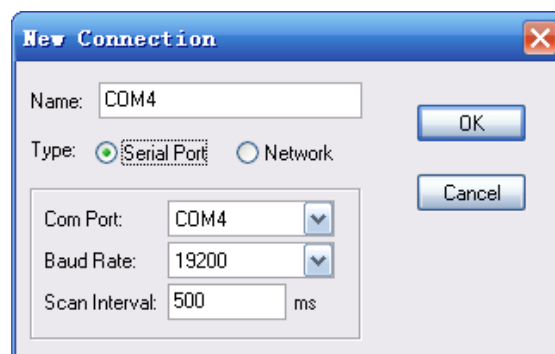 New Connection
Name: COM4
OK
Type: Serial Port Network
Cancel
Com Port: COM4
Baud Rate: 19200
Scan Interval: 500 ms